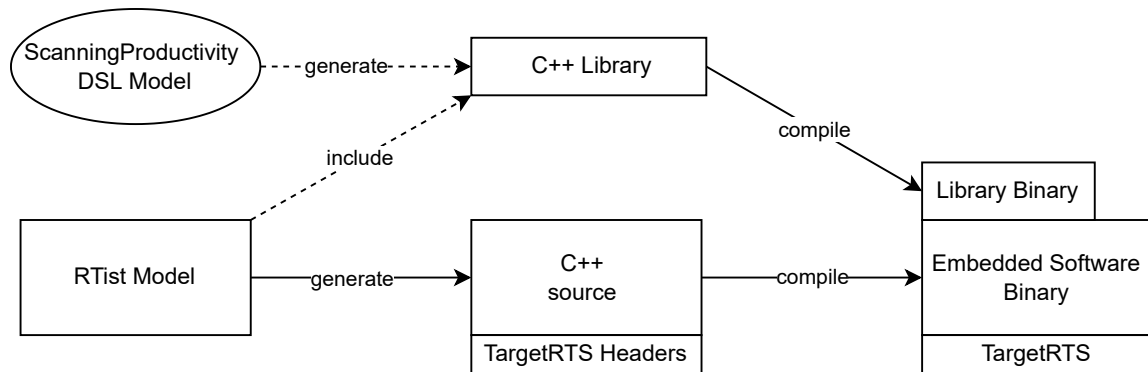 ScanningProductivity
DSL Model
generate
C++ Library
compile
include
Library Binary
RTist Model
generate
C++
source
compile
Embedded Software
Binary
TargetRTS Headers
TargetRTS